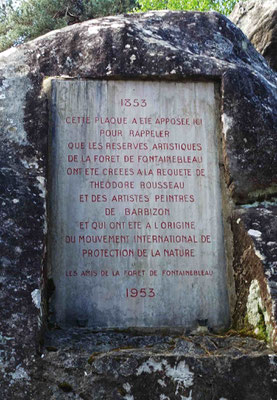 1853
CETTE PLAQUE A ETE APPOSEE ICI
POUR RAPPELER
QUE LES RESERVES ARTISTIQUES
DE LA FORET DE FONTAINEBLEAU
ONT ETE CREEES A LA REQUETE DE
THEODORE ROUSSEAU
ET DES ARTISTES PEINTRES
DE BARBIZON
ET QUI ONT ETE A L'ORIGINE
DU MOUVEMENT INTERNATIONAL DE
PROTECTION DE LA NATURE
LES AMIS DE LA FORET DE FONTAINEBLEAU
1953